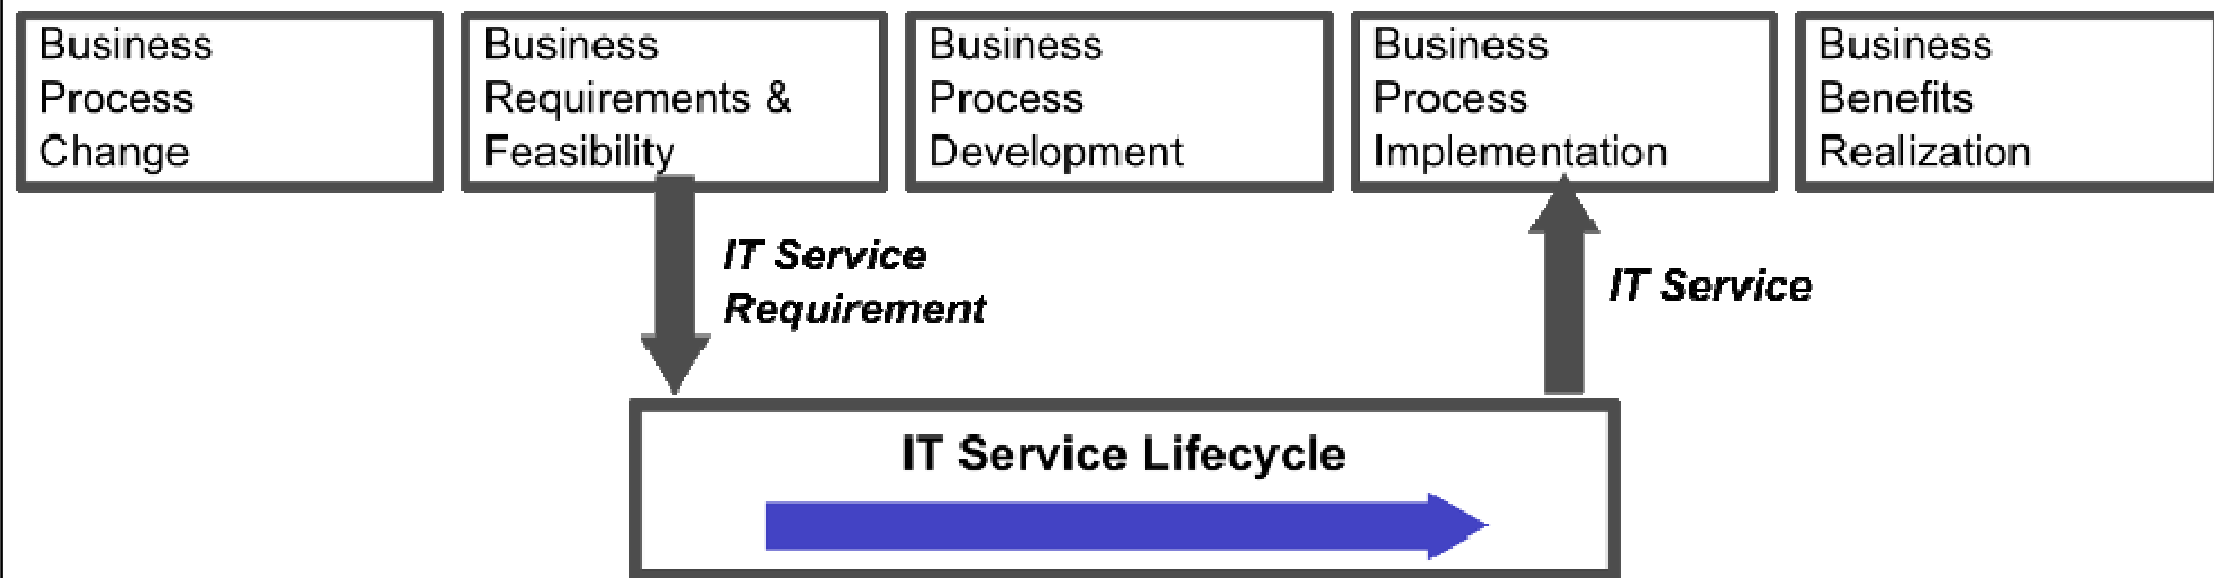 Business
Process
Change
Business
Requirements &
Feasibility
Business
Process
Development
Business
Process
Implementation
Business
Benefits
Realization
IT Service
Requirement
IT Service
IT Service Lifecycle